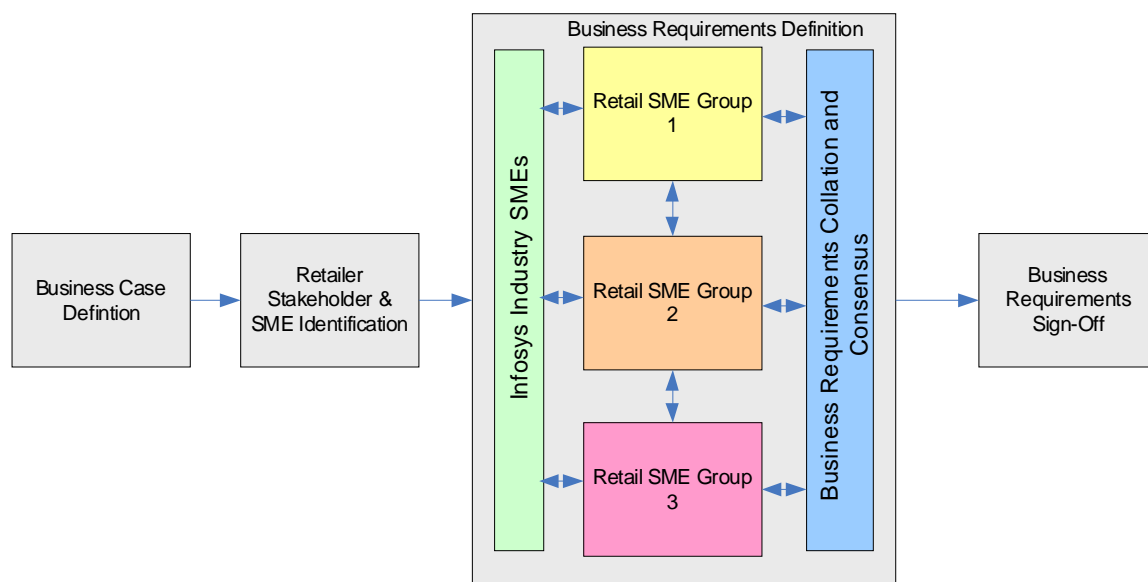 Business Requirements Definition
Business Case
Defintion
Retailer
Stakeholder &
SME Identification
Infosys Industry SMEs
Retail SME Group
1
Retail SME Group
2
Retail SME Group
3
Business Requirements Collation and
Consensus
Business
Requirements
Sign-Off